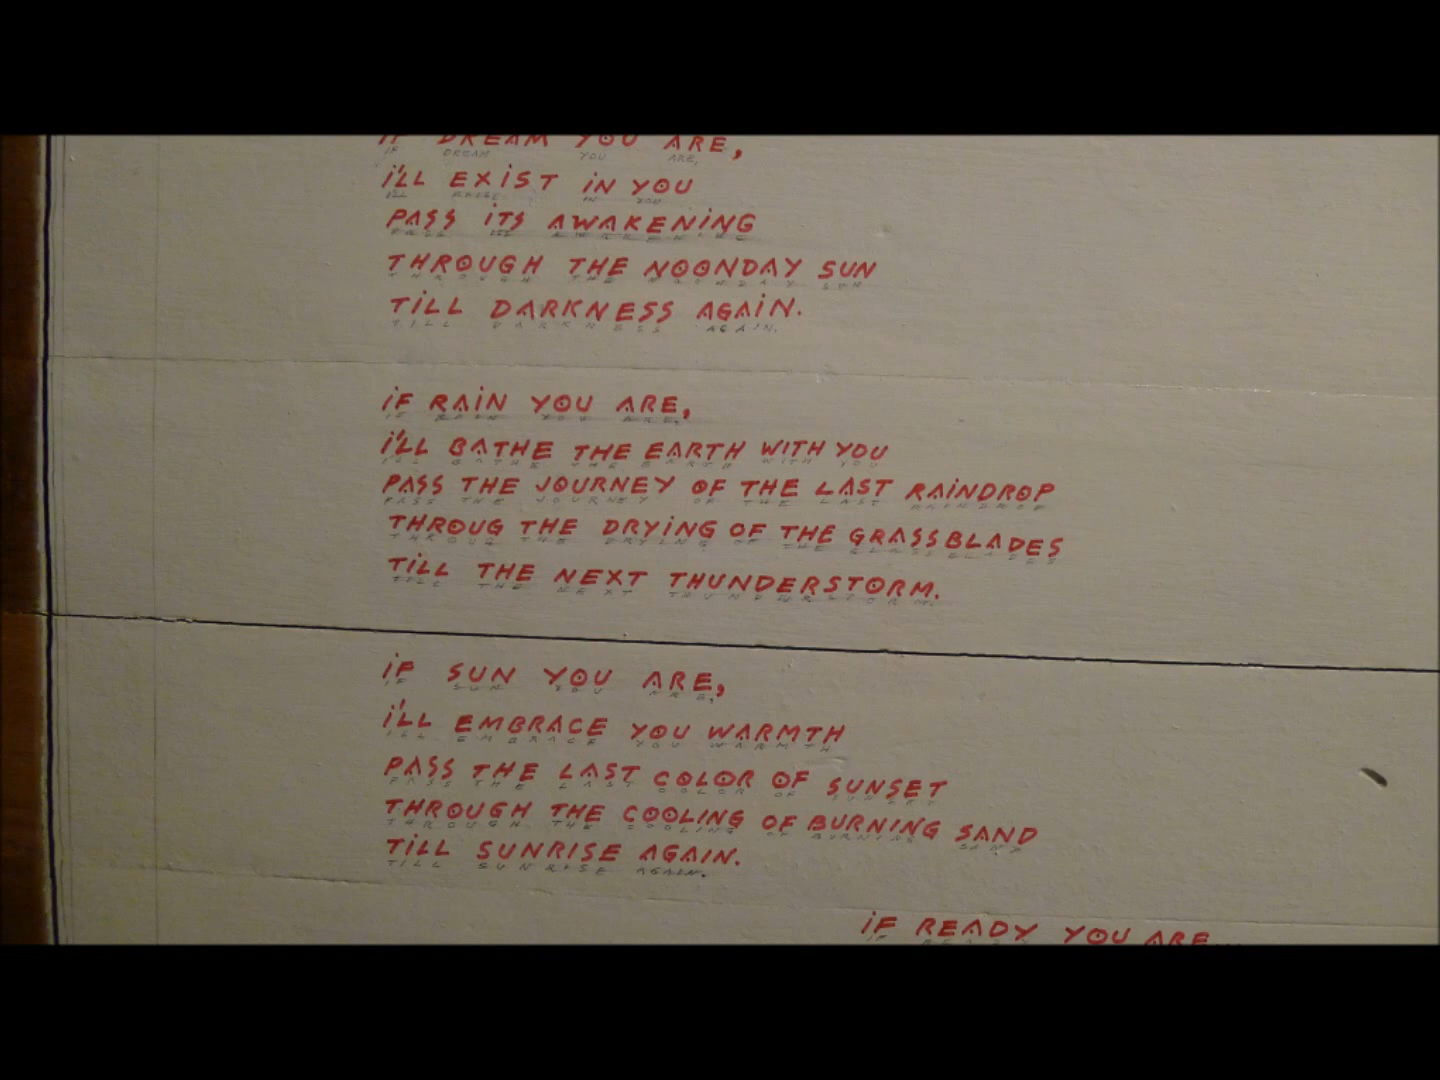 iF DREAM YOU ARE,
i'LL EXiST iN YOU
PASS iTS AWAKENiNG
THROUGH THE NOONDAY SUN
TiLL DARKNESS AGAiN.
iF RAiN YOU ARE,
i'LL BATHE THE EARTH WiTH YOU
PASS THE JOURNEY OF THE LAST RAiNDROP
THROUG THE DRYiNG OF THE GRASSBLADES
TiLL THE NEXT THUNDERSTORM.
iF SUN YOU ARE,
i'LL EMBRACE YOU WARMTH
PASS THE LAST COLOR OF SUNSET
THROUGH THE COOLING OF BURNING SAND
TiLL SUNRISE AGAiN.
iF READY YOU ARE...